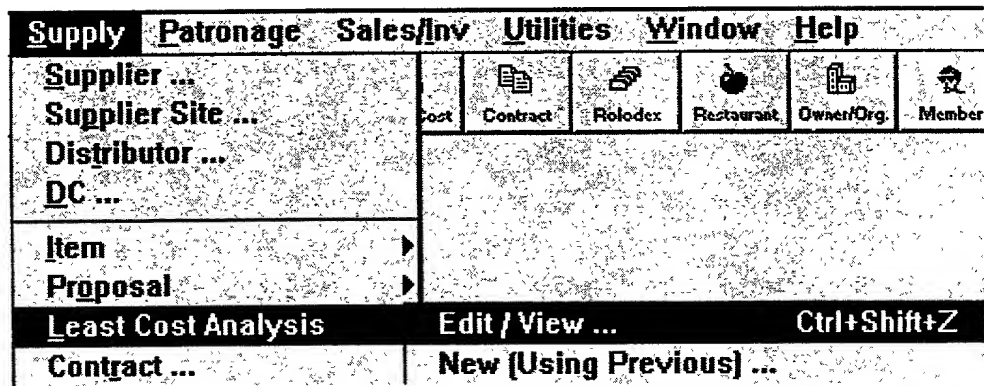 Supply Patronage Sales/Inv Utilities Window Help
Supplier ...
Supplier Site ...
Distributor ...
DC ...
Cost Contract Rolodex Restaurant Owner/Org. Member
Item
Proposal
Least Cost Analysis Edit / View ... Ctrl+Shift+Z
Contract ... New (Using Previous) ...